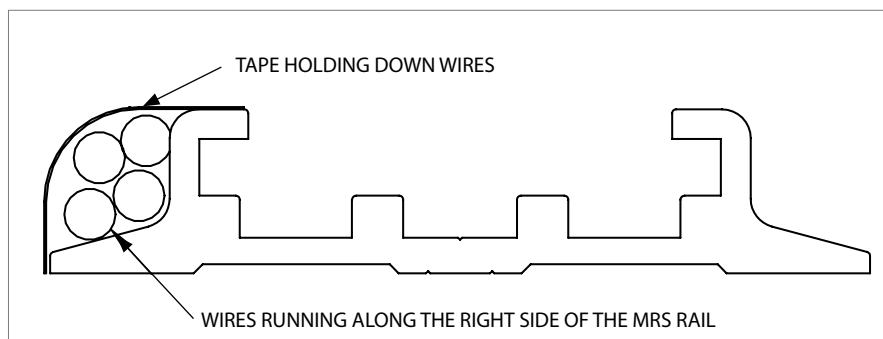 TAPE HOLDING DOWN WIRES
WIRES RUNNING ALONG THE RIGHT SIDE OF THE MRS RAIL